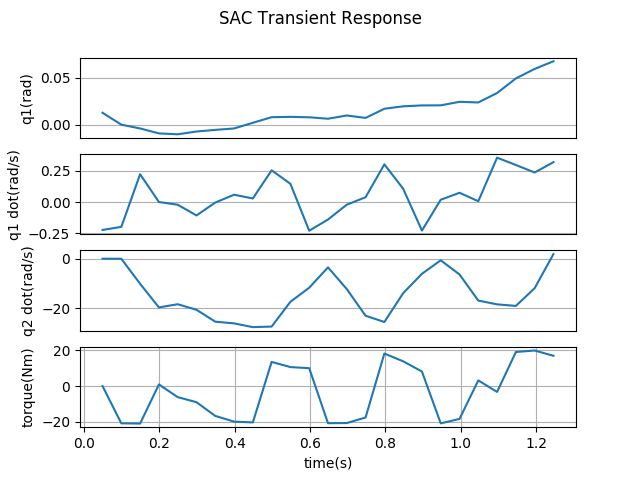 SAC Transient Response
q1(rad)
0.05
0.00
q1 dot(rad/s)
0.25
0.00
−0.25
q2 dot(rad/s)
0
−20
torque(Nm)
20
0
−20
0.0 0.2 0.4 0.6 0.8 1.0 1.2
time(s)